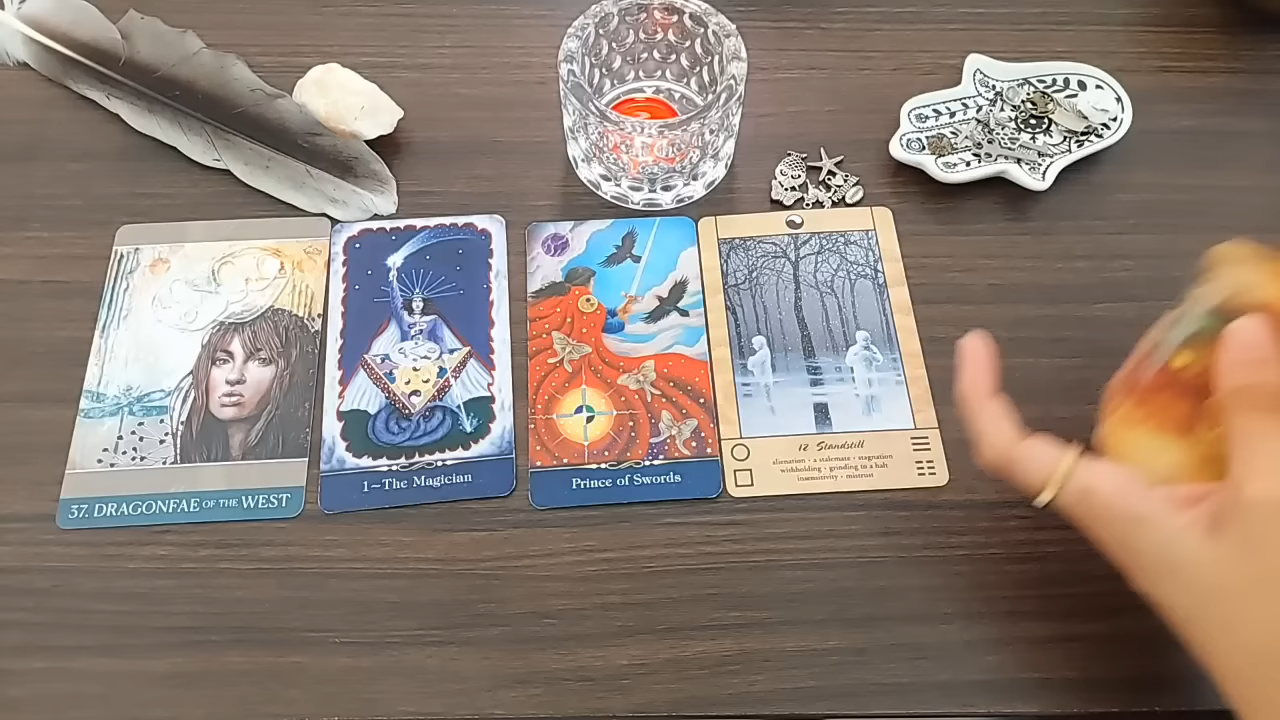 37. DRAGONFAE OF THE WEST
1~The Magician
Prince of Swords
12 Standstill
alienation • a stalemate • stagnation
withholding • grinding to a halt
insensitivity • mistrust